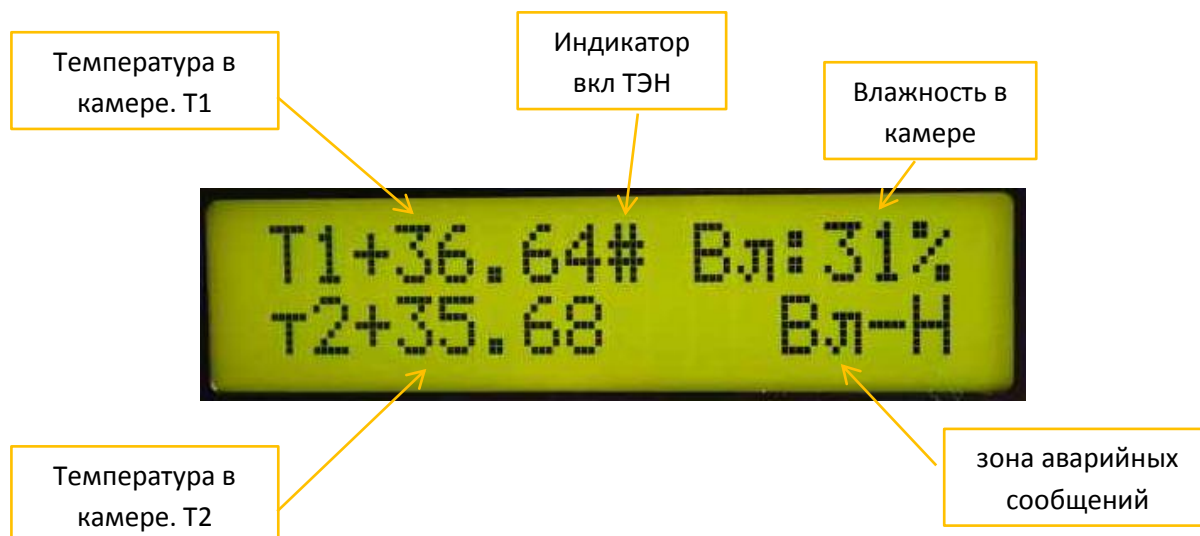 Температура в
камере. Т1
Индикатор
вкл ТЭН
Влажность в
камере
Т1+36.64# Вл:31%
т2+35.68 Вл-Н
Температура в
камере. Т2
зона аварийных
сообщений